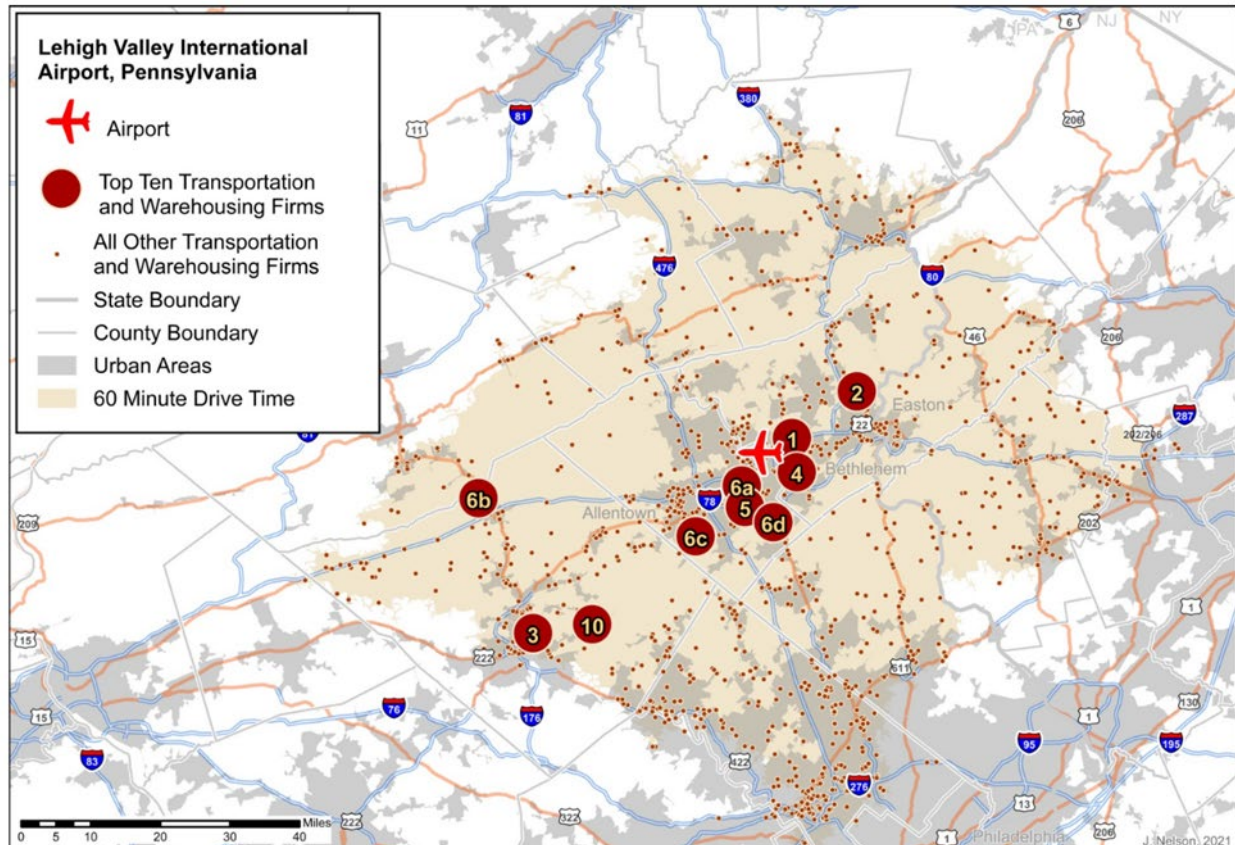 Lehigh Valley International
Airport, Pennsylvania
Airport
Top Ten Transportation
and Warehousing Firms
All Other Transportation
and Warehousing Firms
State Boundary
County Boundary
Urban Areas
60 Minute Drive Time
6
PA
NJ
NY
380
81
11
206
476
80
46
206
287
202/206
2
Easton
22
1
Bethlehem
4
6a
78
5
6d
6c
Allentown
6b
81
209
202
1
3
10
222
15
611
76
176
15
83
422
276
95
1
130
195
13
222
322
1
Philadelphia
206
Miles
0 5 10 20 30 40
J. Nelson, 2021